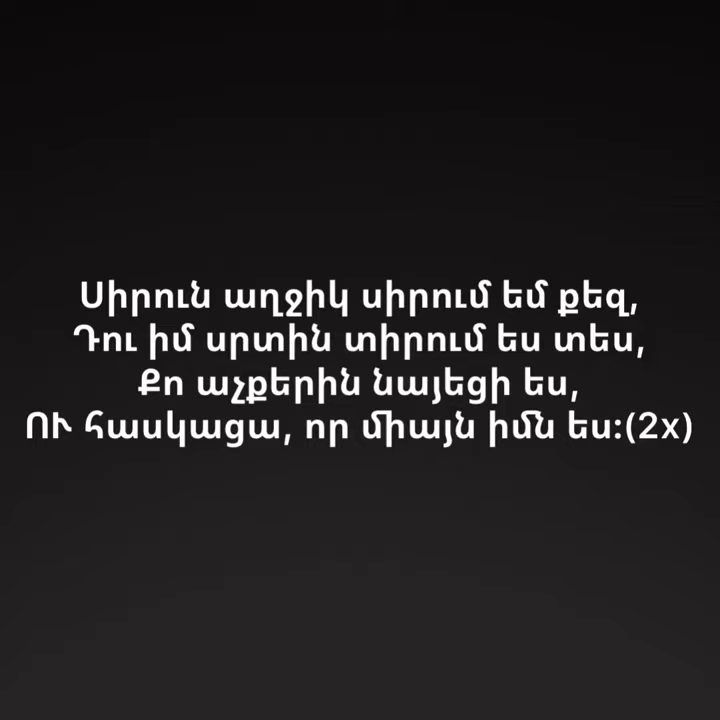 Սիրուն աղջիկ սիրում եմ քեզ,
Դու իմ սրտին տիրում ես տես,
Քո աչքերին նայեցի ես,
ՈՒ հասկացա, որ միայն իմն ես:(2x)